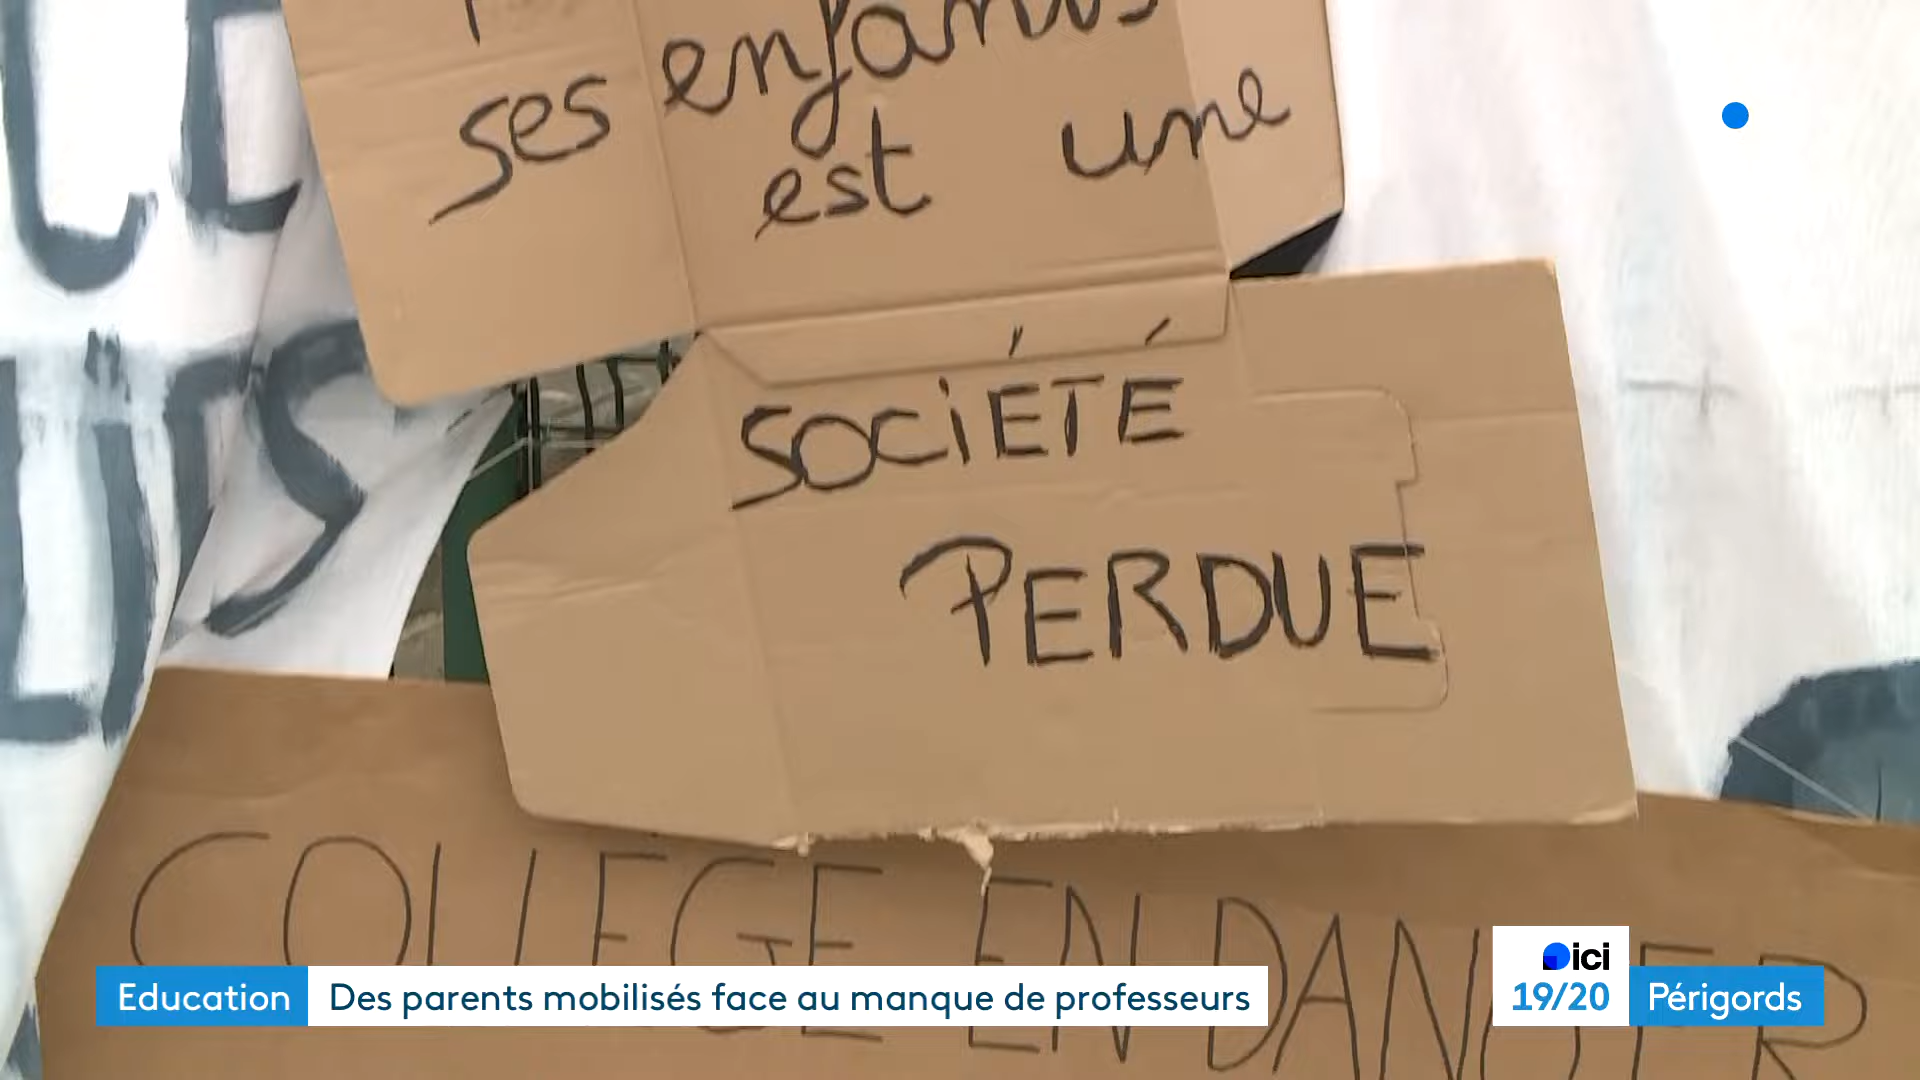 ses enfants
est une
SOCIÉTÉ
PERDUE
COLLEGE EN DANGER
Education
Des parents mobilisés face au manque de professeurs
ici
19/20
Périgords